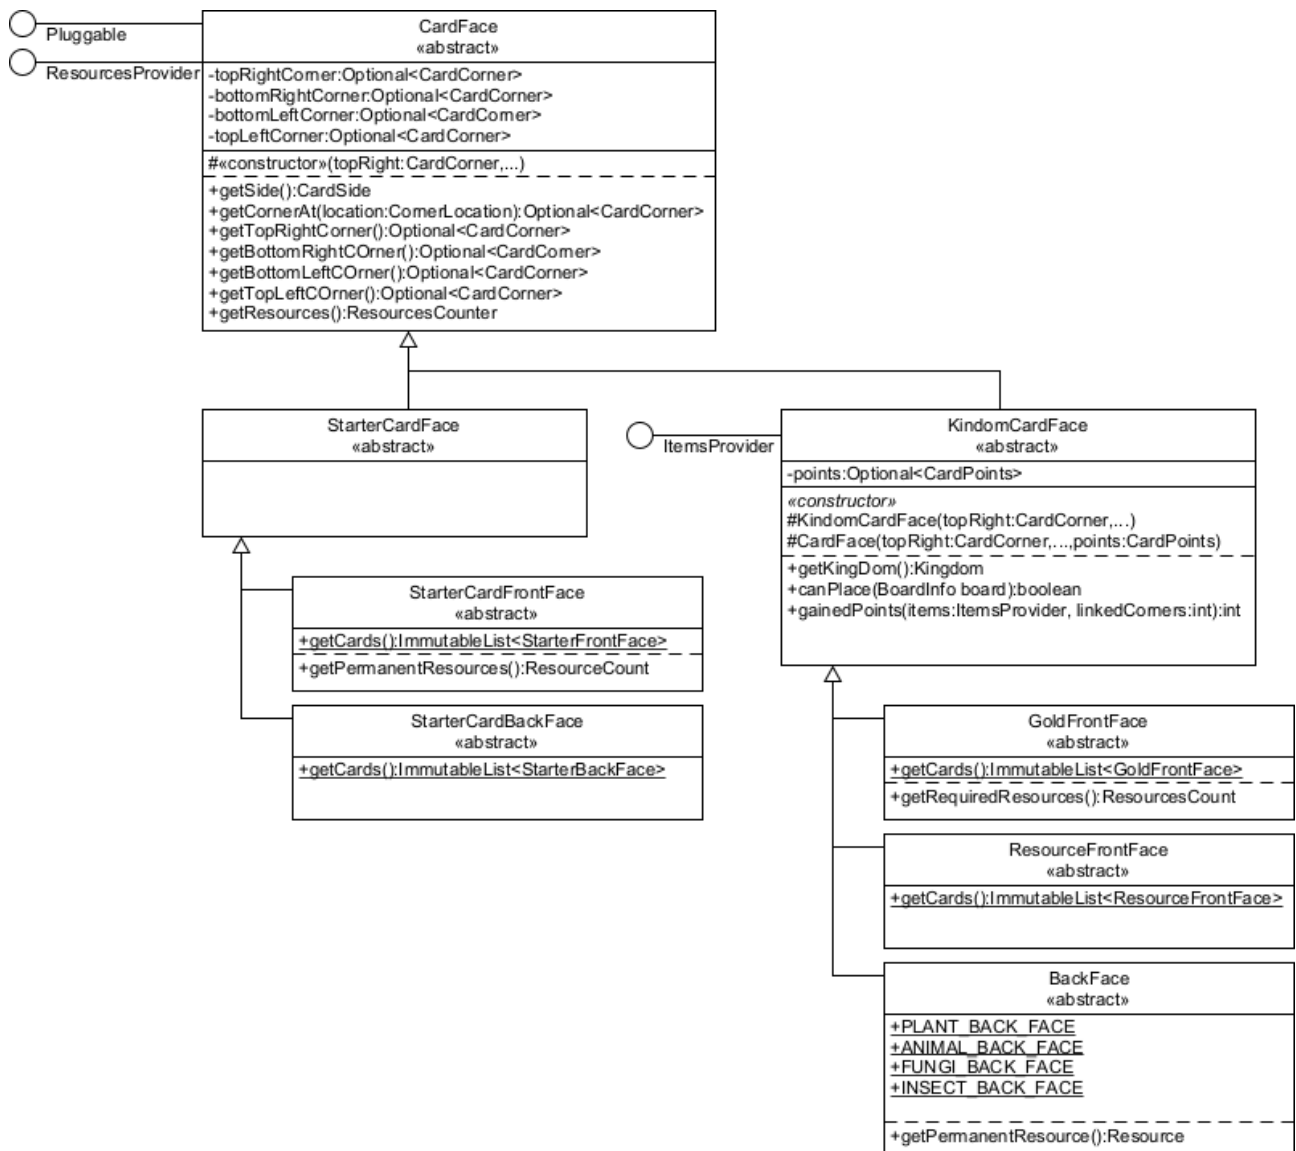 Pluggable
ResourcesProvider
CardFace
«abstract»
-topRightCorner:Optional<CardCorner>
-bottomRightCorner:Optional<CardCorner>
-bottomLeftCorner:Optional<CardCorner>
-topLeftCorner:Optional<CardCorner>
#«constructor»(topRight:CardCorner,...)
+getSide():CardSide
+getCornerAt(location:CornerLocation):Optional<CardCorner>
+getTopRightCorner():Optional<CardCorner>
+getBottomRightCOrner():Optional<CardCorner>
+getBottomLeftCOrner():Optional<CardCorner>
+getTopLeftCOrner():Optional<CardCorner>
+getResources():ResourcesCounter
StarterCardFace
«abstract»
ItemsProvider
KindomCardFace
«abstract»
-points:Optional<CardPoints>
«constructor»
#KindomCardFace(topRight:CardCorner,...)
#CardFace(topRight:CardCorner,...,points:CardPoints)
+getKingDom():Kingdom
+canPlace(BoardInfo board):boolean
+gainedPoints(items:ItemsProvider, linkedCorners:int):int
StarterCardFrontFace
«abstract»
+getCards():ImmutableList<StarterFrontFace>
+getPermanentResources():ResourceCount
StarterCardBackFace
«abstract»
+getCards():ImmutableList<StarterBackFace>
GoldFrontFace
«abstract»
+getCards():ImmutableList<GoldFrontFace>
+getRequiredResources():ResourcesCount
ResourceFrontFace
«abstract»
+getCards():ImmutableList<ResourceFrontFace>
BackFace
«abstract»
+PLANT_BACK_FACE
+ANIMAL_BACK_FACE
+FUNGI_BACK_FACE
+INSECT_BACK_FACE
+getPermanentResource():Resource